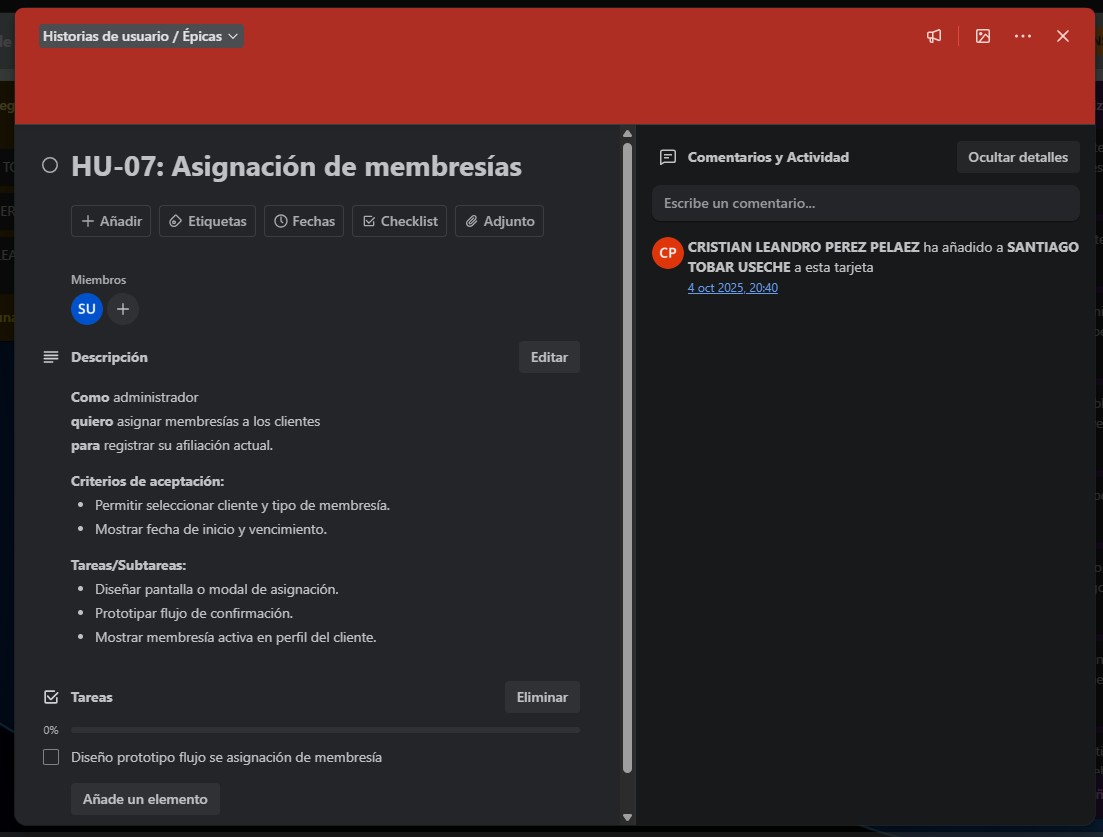 Historias de usuario / Épicas
HU-07: Asignación de membresías
Añadir
Etiquetas
Fechas
Checklist
Adjunto
Miembros
SU
Descripción
Editar
Como administrador
quiero asignar membresías a los clientes
para registrar su afiliación actual.
Criterios de aceptación:
• Permitir seleccionar cliente y tipo de membresía.
• Mostrar fecha de inicio y vencimiento.
Tareas/Subtareas:
• Diseñar pantalla o modal de asignación.
• Prototipar flujo de confirmación.
• Mostrar membresía activa en perfil del cliente.
Tareas
Eliminar
0%
Diseño prototipo flujo se asignación de membresía
Añade un elemento
Comentarios y Actividad
Ocultar detalles
Escribe un comentario...
CP
CRISTIAN LEANDRO PEREZ PELAEZ ha añadido a SANTIAGO
TOBAR USECHE a esta tarjeta
4 oct 2025, 20:40